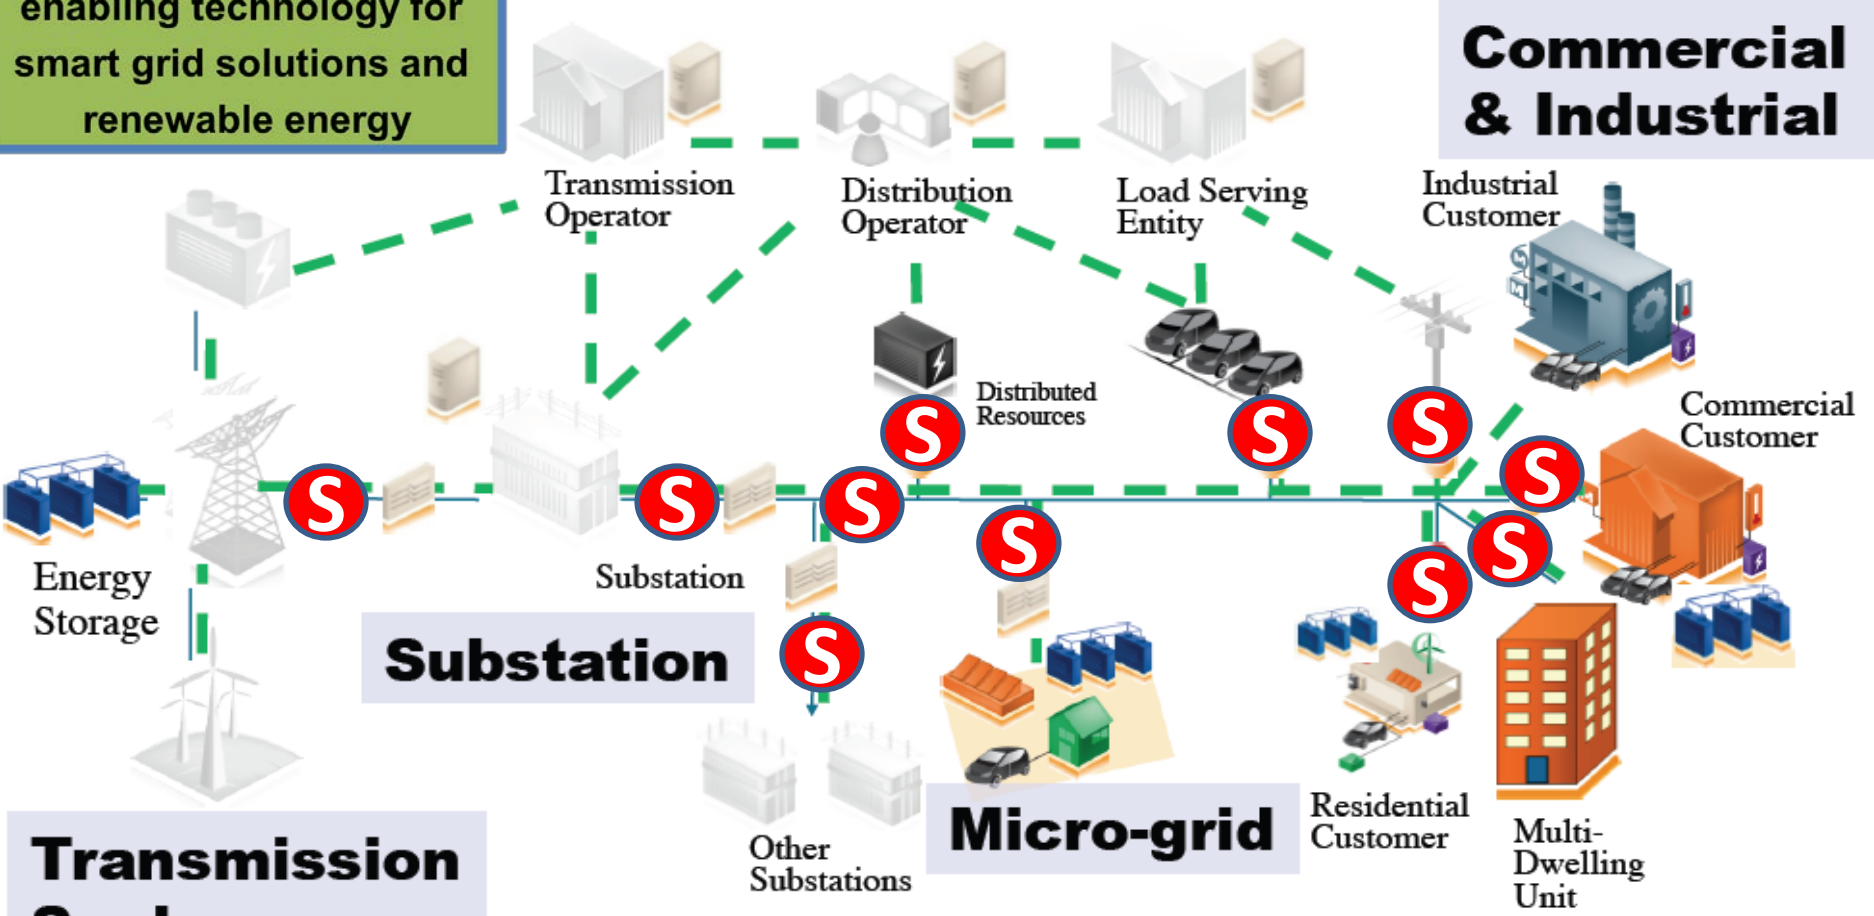 enabling technology for
smart grid solutions and
renewable energy
Commercial
& Industrial
Transmission
Operator
Distribution
Operator
Load Serving
Entity
Industrial
Customer
M
M
Distributed
Resources
Commercial
Customer
S
S
S
S
S
S
S
S
S
S
S
Energy
Storage
Substation
Substation
Micro-grid
Residential
Customer
Multi-
Dwelling
Unit
Other
Substations
Transmission